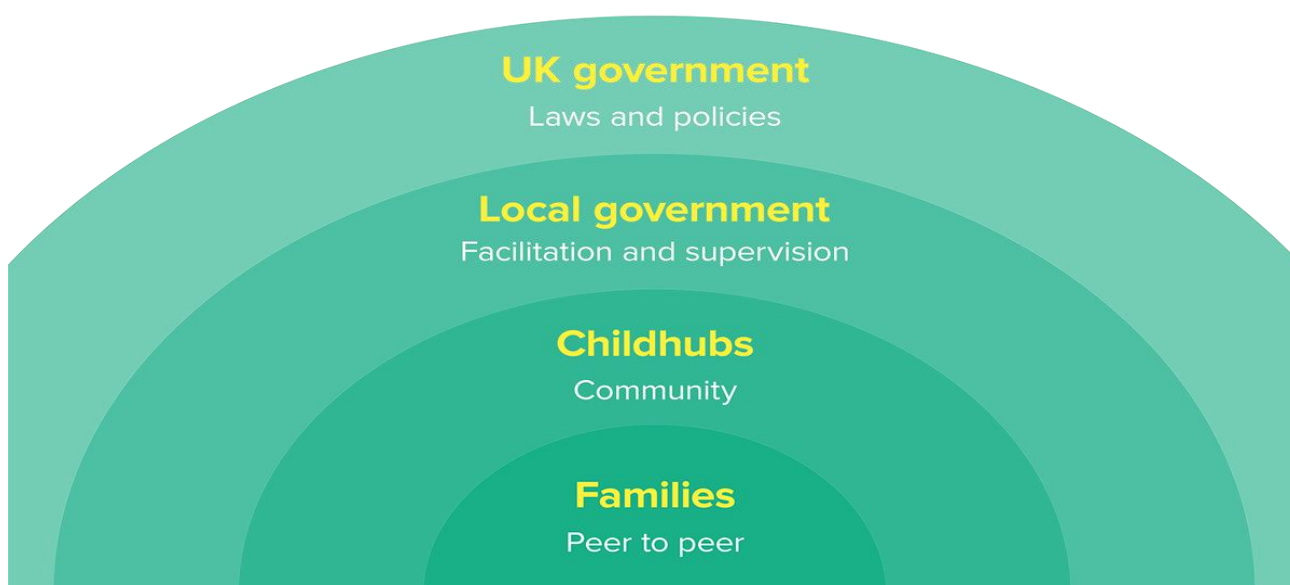 UK government
Laws and policies
Local government
Facilitation and supervision
Childhubs
Community
Families
Peer to peer